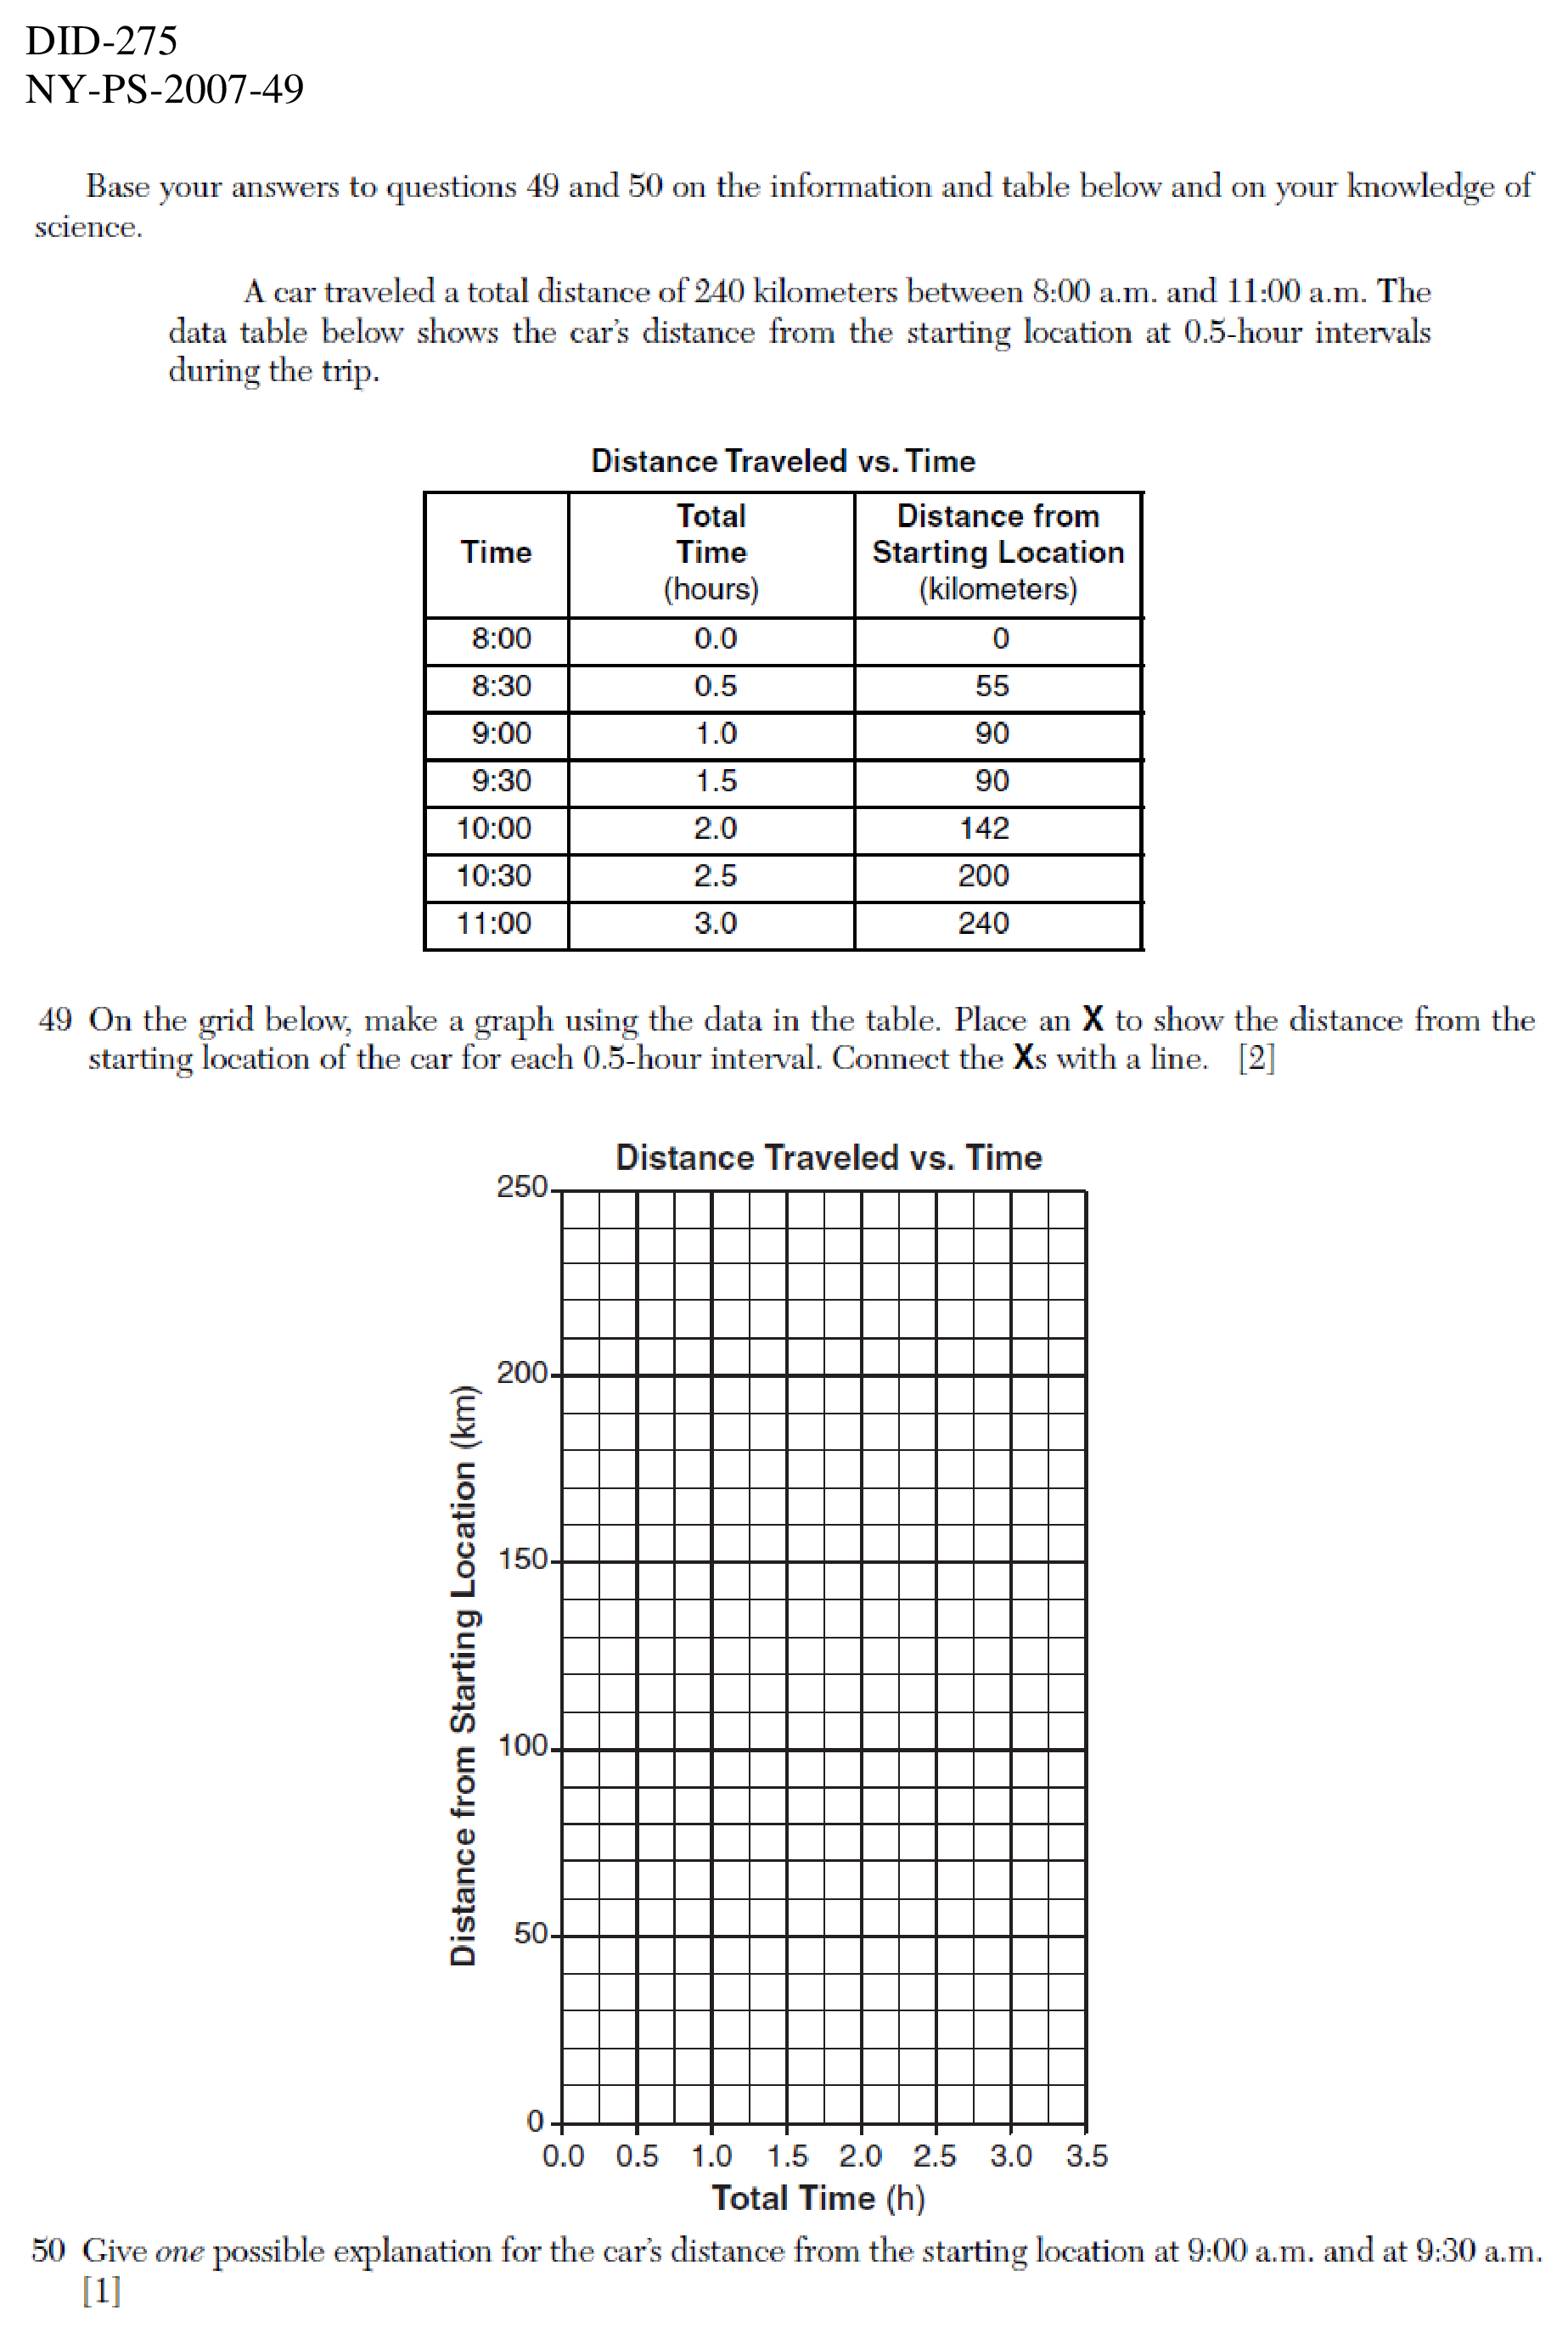 DID-275
NY-PS-2007-49
Base your answers to questions 49 and 50 on the information and table below and on your knowledge of
science.
A car traveled a total distance of 240 kilometers between 8:00 a.m. and 11:00 a.m. The
data table below shows the car's distance from the starting location at 0.5-hour intervals
during the trip.
Distance Traveled vs. Time
Time Total Time (hours) Distance from Starting Location (kilometers)
8:00 0.0 0
8:30 0.5 55
9:00 1.0 90
9:30 1.5 90
10:00 2.0 142
10:30 2.5 200
11:00 3.0 240
49 On the grid below, make a graph using the data in the table. Place an X to show the distance from the
starting location of the car for each 0.5-hour interval. Connect the Xs with a line. [2]
Distance Traveled vs. Time
Distance from Starting Location (km)
250
200
150
100
50
0
0.0 0.5 1.0 1.5 2.0 2.5 3.0 3.5
Total Time (h)
50 Give one possible explanation for the car's distance from the starting location at 9:00 a.m. and at 9:30 a.m.
[1]